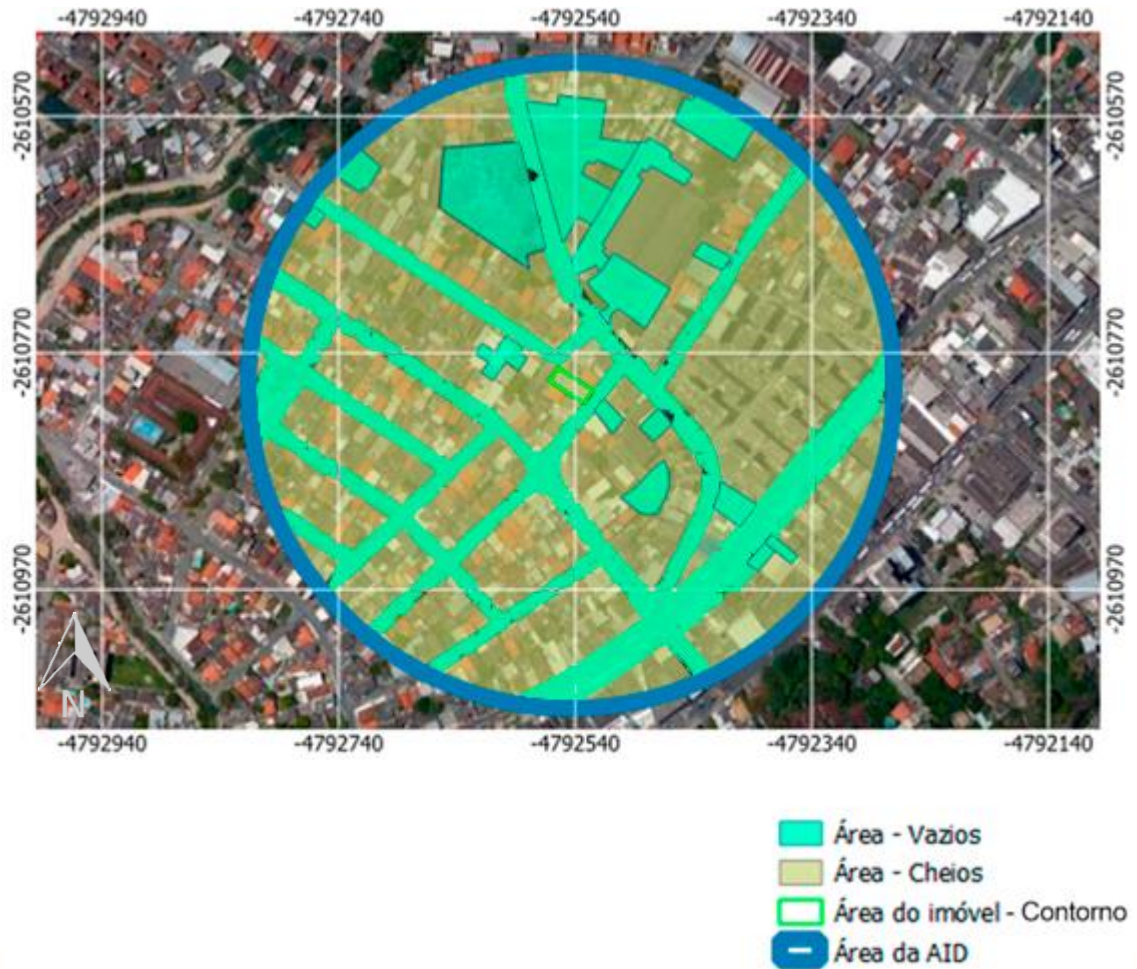 -4792940 -4792740 -4792540 -4792340 -4792140
-2610570 -2610570
-2610770 -2610770
-2610970 -2610970
N
-4792940 -4792740 -4792540 -4792340 -4792140
Área - Vazios
Área - Cheios
Área do imóvel - Contorno
Área da AID